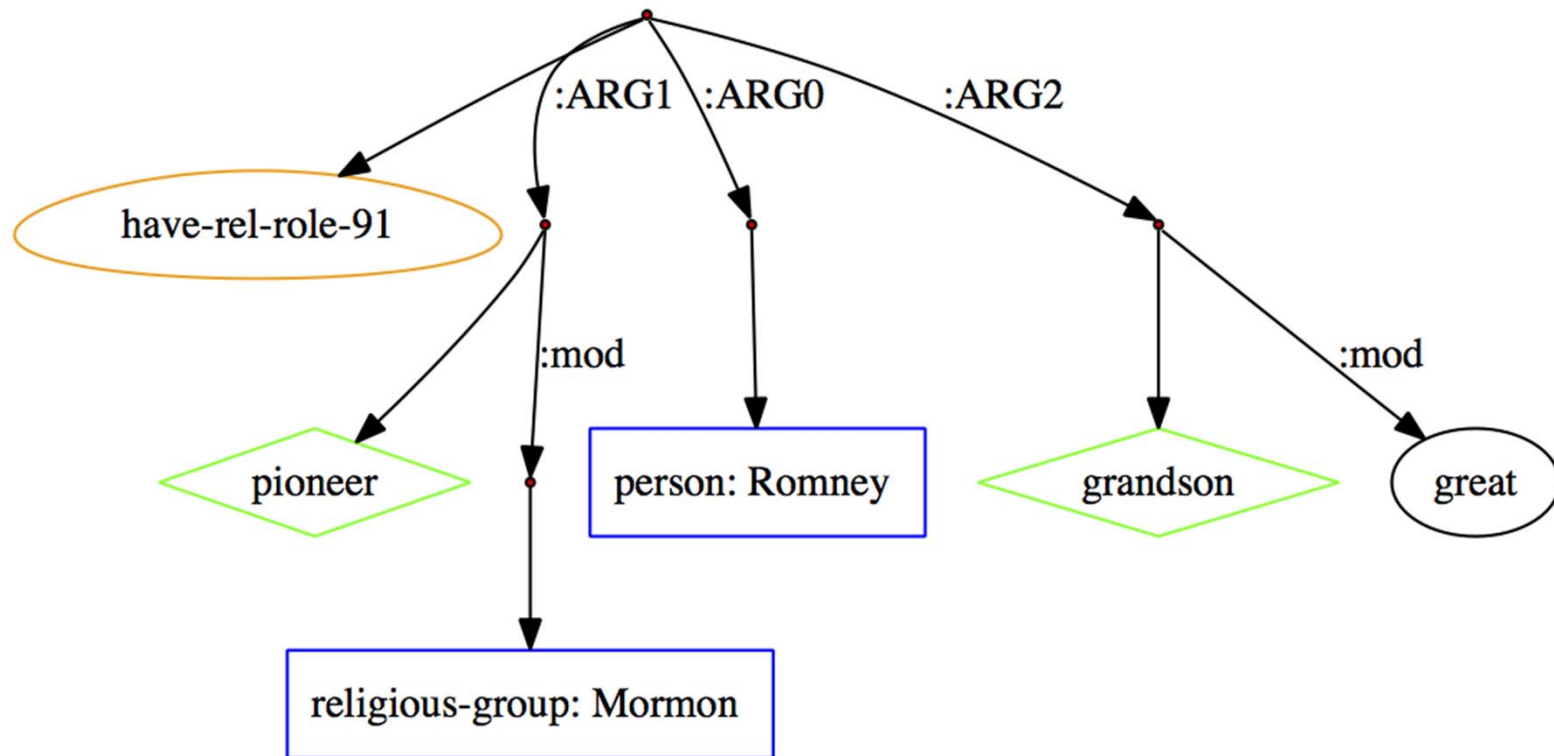 :ARG1
:ARG0
:ARG2
have-rel-role-91
:mod
:mod
pioneer
person: Romney
grandson
great
religious-group: Mormon